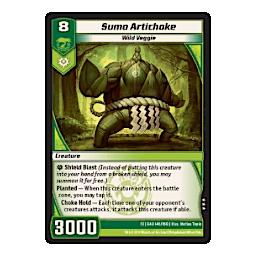 8
Sumo Artichoke
Wild Veggie
Creature
Shield Blast (Instead of putting this creature
into your hand from a broken shield, you may
summon it for free.)
Planted — When this creature enters the battle
zone, you may tap it.
Choke Hold — Each time one of your opponent's
creatures attacks, it attacks this creature if able.
3000